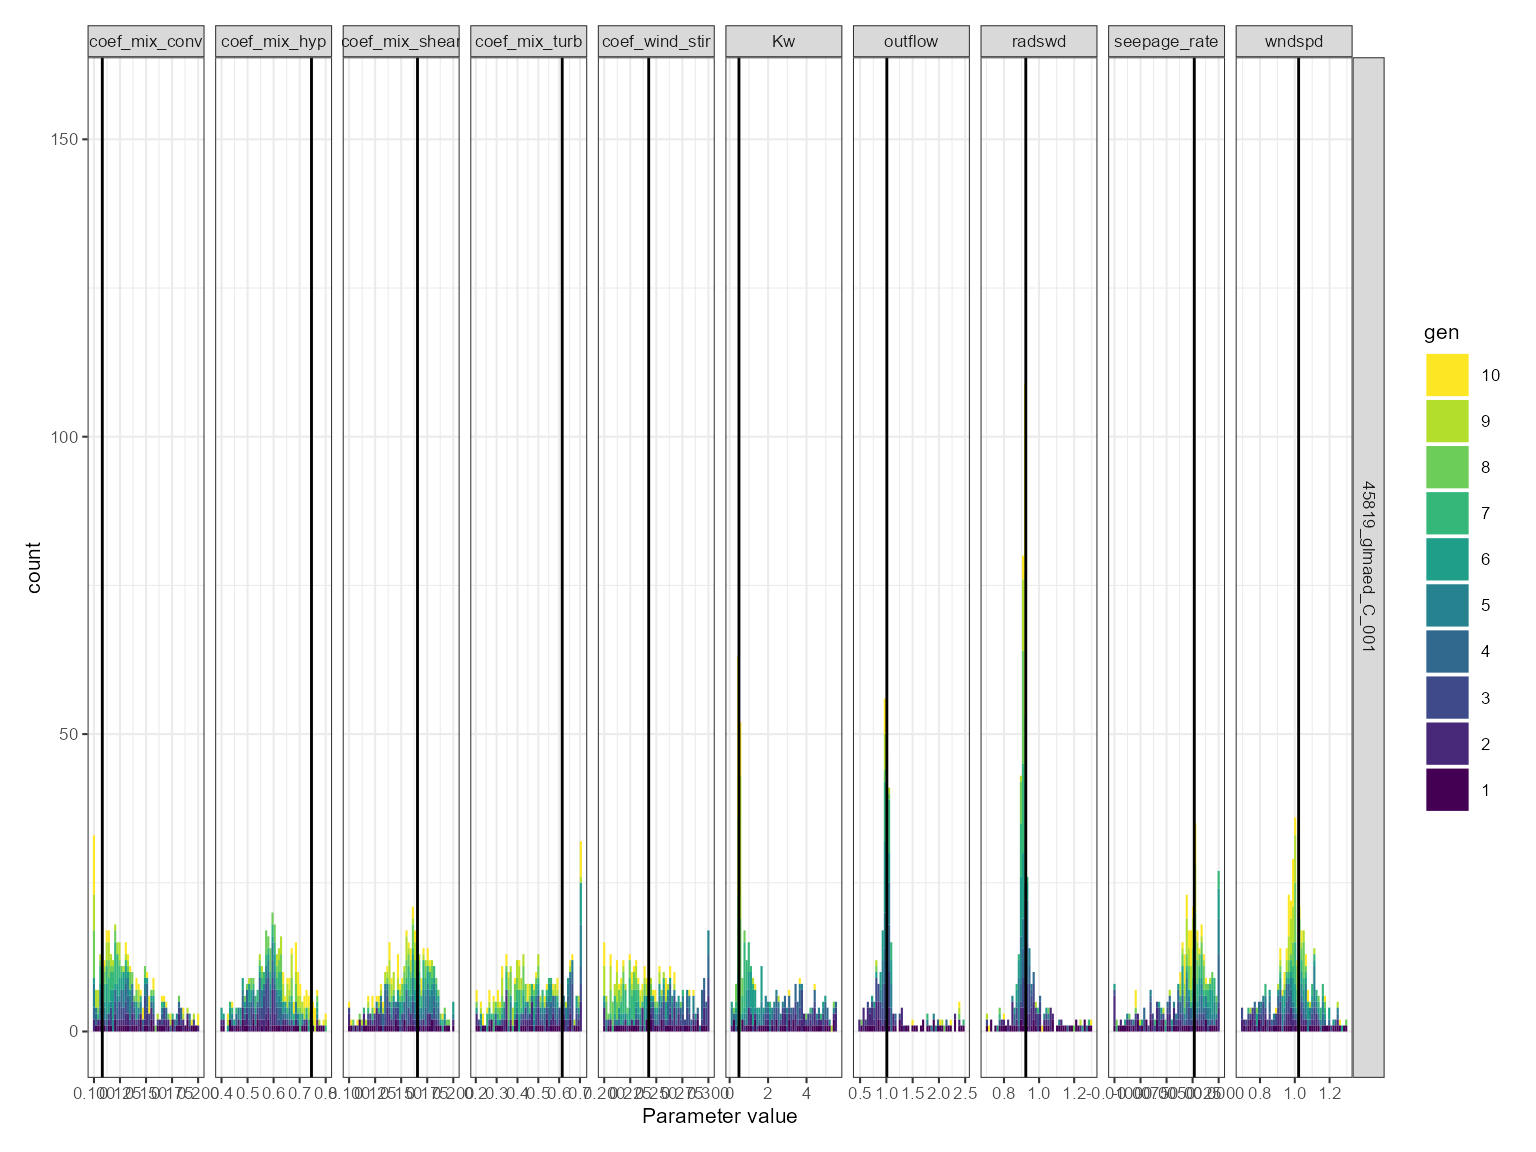 coef_mix_conv coef_mix_hyp coef_mix_shear coef_mix_turb coef_wind_stir Kw outflow radswd seepage_rate wndspd
45819_glmaed_C_001
150
100
50
0
count
0.4 0.5 0.6 0.7 0.8
0.2 0.3 0.4 0.5 0.6 0.7
0 2 4
0.5 1.0 1.5 2.0 2.5
0.8 1.0 1.2
0.8 1.0 1.2
Parameter value
gen
10
9
8
7
6
5
4
3
2
1